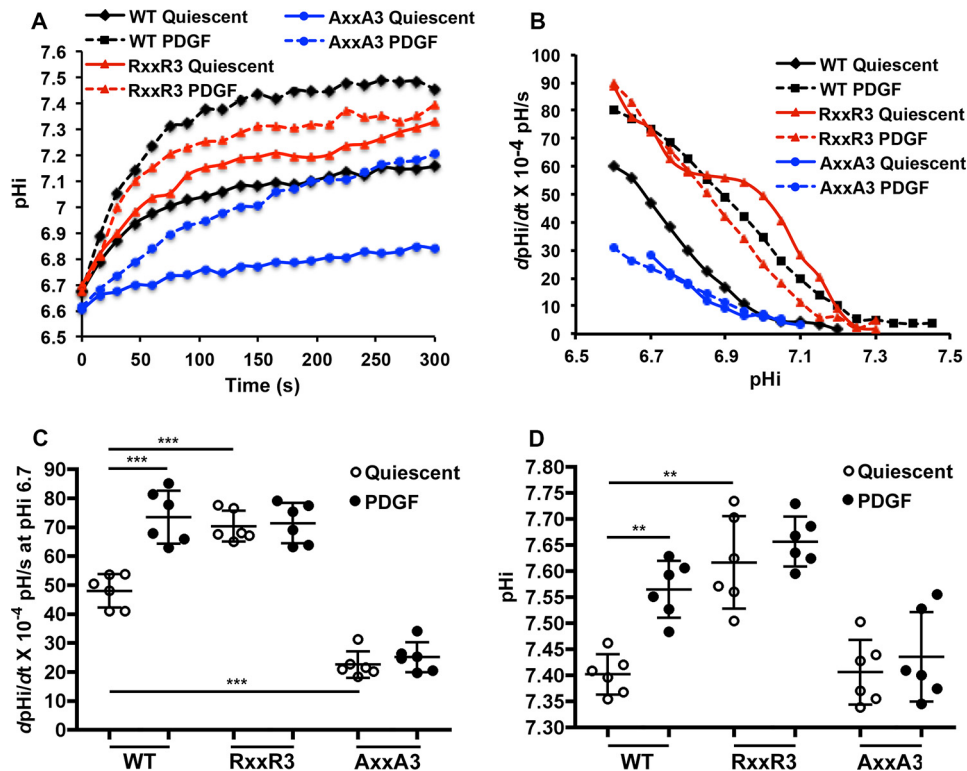 A
WT Quiescent
AxxA3 Quiescent
WT PDGF
AxxA3 PDGF
RxxR3 Quiescent
RxxR3 PDGF
pHi
7.6
7.5
7.4
7.3
7.2
7.1
7
6.9
6.8
6.7
6.6
6.5
0 50 100 150 200 250 300
Time (s)
B
WT Quiescent
WT PDGF
RxxR3 Quiescent
RxxR3 PDGF
AxxA3 Quiescent
AxxA3 PDGF
dpHi/dt X 10-4 pH/s
100
90
80
70
60
50
40
30
20
10
0
6.5 6.7 6.9 7.1 7.3 7.5
pHi
C
*** 
***
***
Quiescent
PDGF
dpHi/dt X 10-4 pH/s at pHi 6.7
90
80
70
60
50
40
30
20
10
0
WT RxxR3 AxxA3
D
**
**
Quiescent
PDGF
pHi
7.80
7.75
7.70
7.65
7.60
7.55
7.50
7.45
7.40
7.35
7.30
WT RxxR3 AxxA3